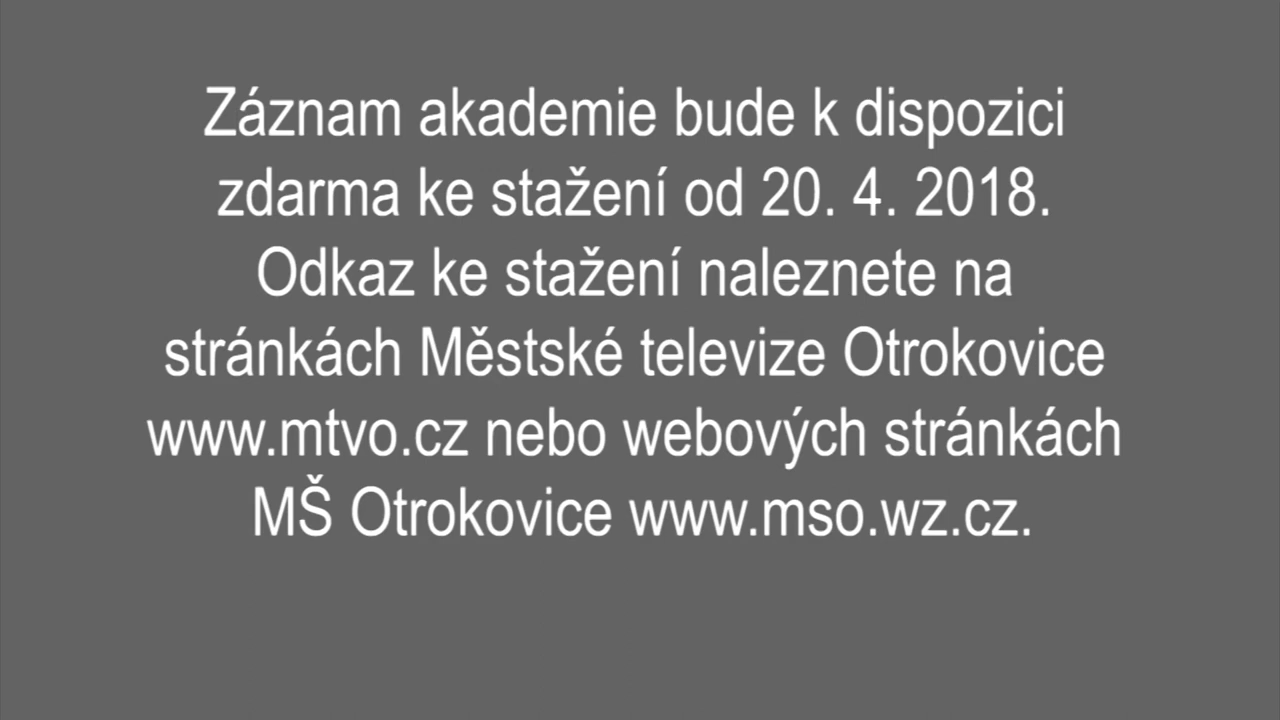 Záznam akademie bude k dispozici
zdarma ke stažení od 20. 4. 2018.
Odkaz ke stažení naleznete na
stránkách Městské televize Otrokovice
www.mtvo.cz nebo webových stránkách
MŠ Otrokovice www.mso.wz.cz.